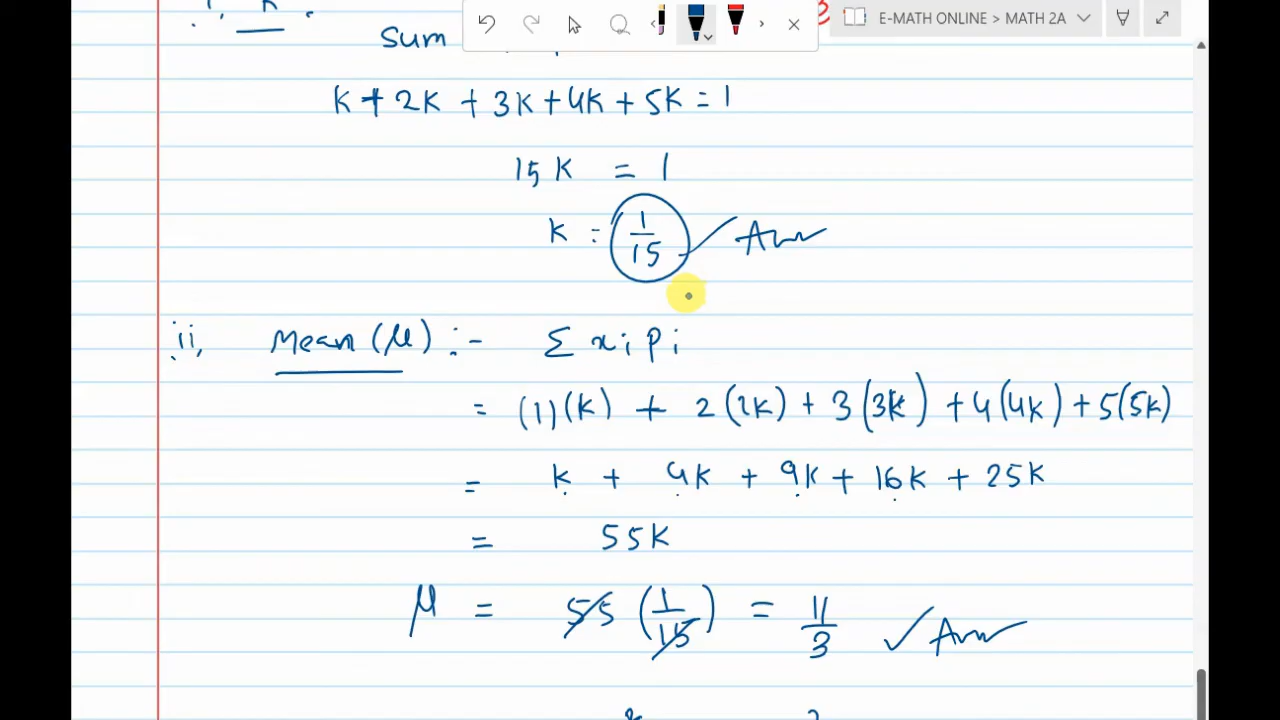 E-MATH ONLINE > MATH 2A
Sum
K + 2K + 3K + 4K + 5K = 1
15K = 1
K = 1/15 ✓ Ans
ii, Mean (μ) :- Σ xi pi
= (1)(K) + 2(2K) + 3(3K) + 4(4K) + 5(5K)
= K + 4K + 9K + 16K + 25K
= 55K
μ = 55 (1/15) = 11/3 ✓ Ans